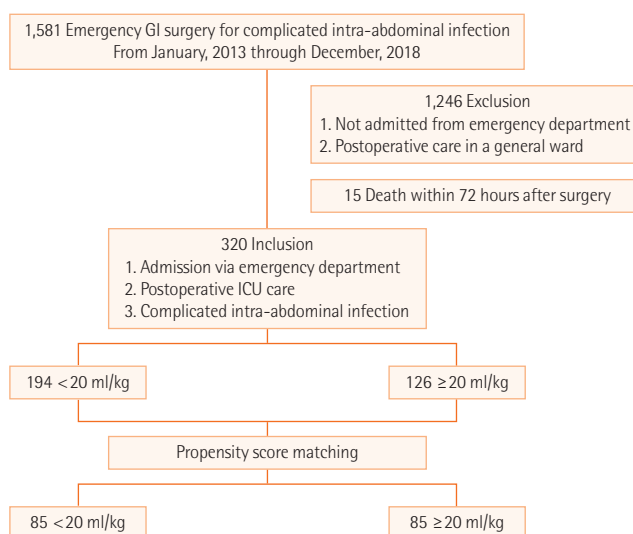 1,581 Emergency GI surgery for complicated intra-abdominal infection
From January, 2013 through December, 2018
1,246 Exclusion
1. Not admitted from emergency department
2. Postoperative care in a general ward
15 Death within 72 hours after surgery
320 Inclusion
1. Admission via emergency department
2. Postoperative ICU care
3. Complicated intra-abdominal infection
194 <20 ml/kg
126 ≥20 ml/kg
Propensity score matching
85 <20 ml/kg
85 ≥20 ml/kg